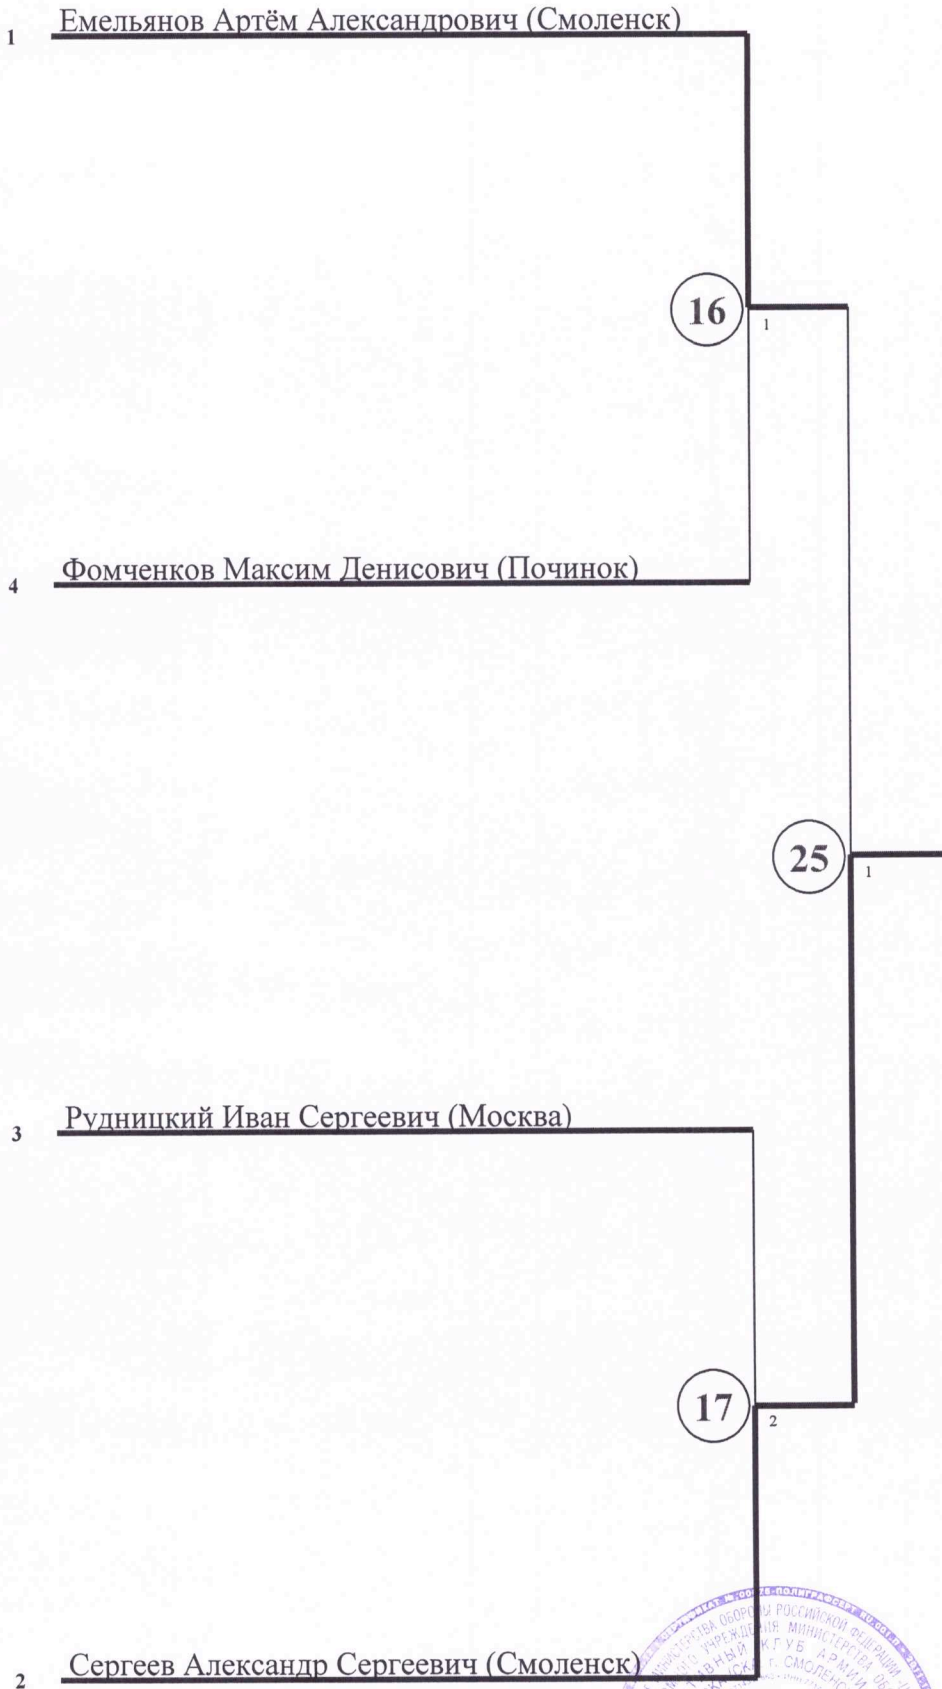 1 Емельянов Артём Александрович (Смоленск)
16
1
4 Фомченков Максим Денисович (Починок)
25
1
3 Рудницкий Иван Сергеевич (Москва)
17
2
2 Сергеев Александр Сергеевич (Смоленск)